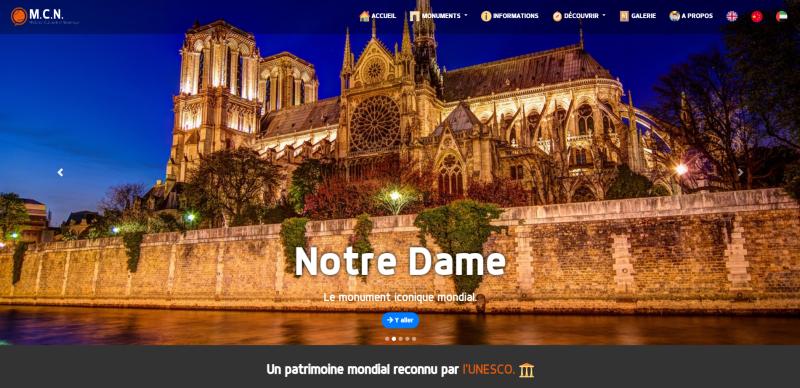 M.C.N.
ACCUEIL
MONUMENTS
INFORMATIONS
DÉCOUVRIR
GALERIE
A PROPOS
Notre Dame
Le monument iconique mondial.
Y aller
Un patrimoine mondial reconnu par l'UNESCO.